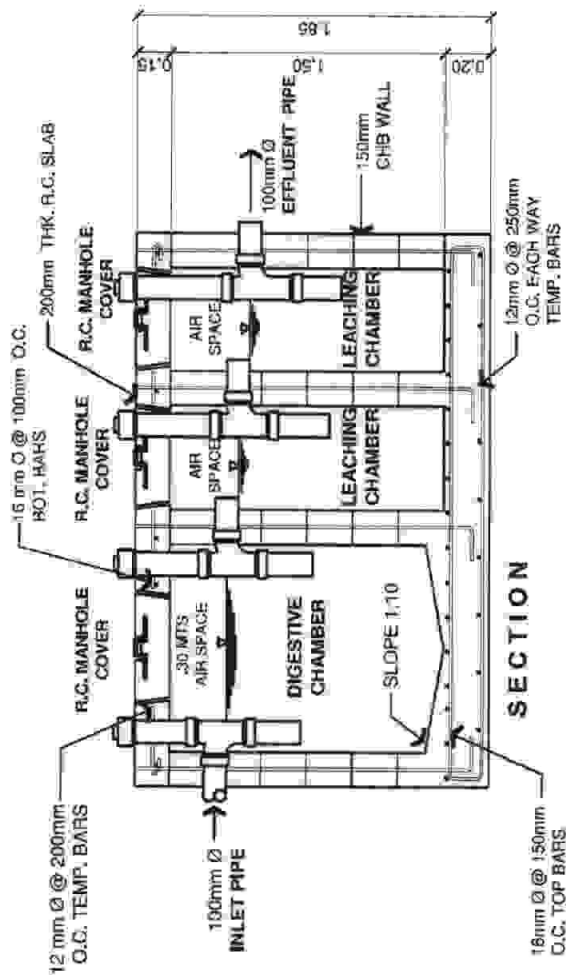 12 mm Ø @ 200mm
O.C. TEMP. BARS
R.C. MANHOLE
COVER
16 mm Ø @ 100mm O.C.
BOT. BARS
R.C. MANHOLE
COVER
200mm THK. R.C. SLAB
R.C. MANHOLE
COVER
0.15
1.50
0.20
1.85
100mm Ø
INLET PIPE
.30 MTS
AIR SPACE
DIGESTIVE
CHAMBER
SLOPE 1:10
AIR
SPACE
LEACHING
CHAMBER
AIR
SPACE
LEACHING
CHAMBER
100mm Ø
EFFLUENT PIPE
150mm
CHB WALL
16mm Ø @ 150mm
O.C. TOP BARS
12mm Ø @ 250mm
O.C. EACH WAY
TEMP. BARS
SECTION